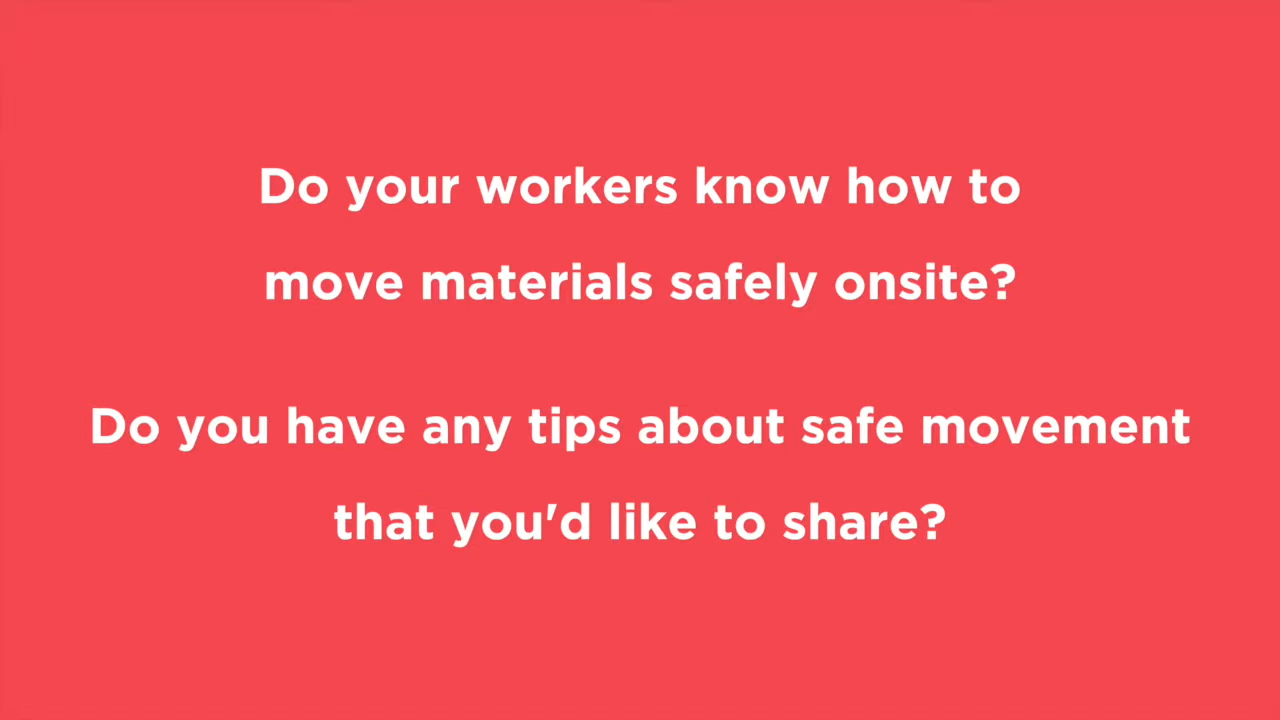 Do your workers know how to
move materials safely onsite?
Do you have any tips about safe movement
that you'd like to share?